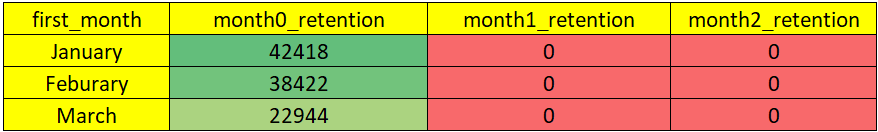 first_month month0_retention month1_retention month2_retention
January 42418 0 0
Feburary 38422 0 0
March 22944 0 0